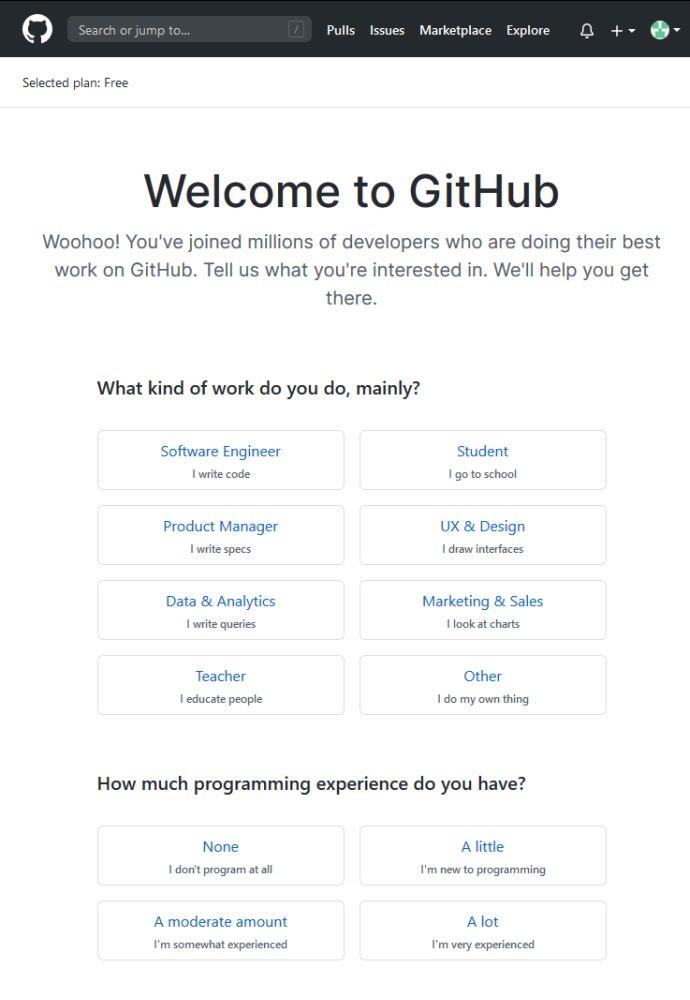 Search or jump to... /
Pulls
Issues
Marketplace
Explore
Selected plan: Free
Welcome to GitHub
Woohoo! You've joined millions of developers who are doing their best
work on GitHub. Tell us what you're interested in. We'll help you get
there.
What kind of work do you do, mainly?
Software Engineer
I write code
Student
I go to school
Product Manager
I write specs
UX & Design
I draw interfaces
Data & Analytics
I write queries
Marketing & Sales
I look at charts
Teacher
I educate people
Other
I do my own thing
How much programming experience do you have?
None
I don't program at all
A little
I'm new to programming
A moderate amount
I'm somewhat experienced
A lot
I'm very experienced